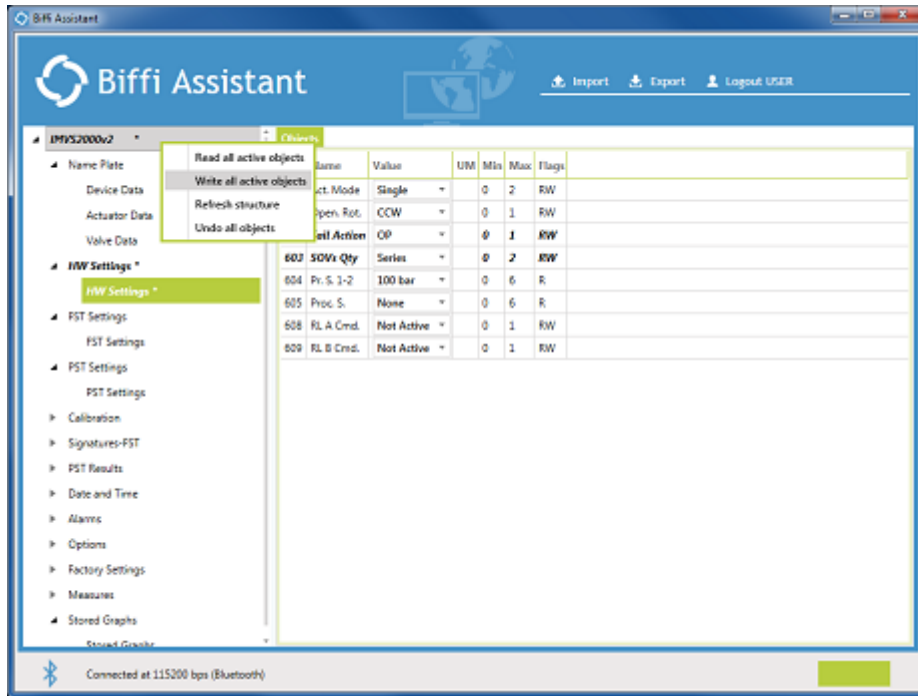 Biffi Assistant
Biffi Assistant
Import Export Logout USER
IMVS2000v2 *
Name Plate
Device Data
Actuator Data
Valve Data
HW Settings *
HW Settings *
FST Settings
FST Settings
PST Settings
PST Settings
Calibration
Signatures-FST
PST Results
Date and Time
Alarms
Options
Factory Settings
Measures
Stored Graphs
Stored Graphs
Read all active objects
Write all active objects
Refresh structure
Undo all objects
Objects
Name Value UM Min Max Flags
Act. Mode Single 0 2 RW
Open. Rot. CCW 0 1 RW
Fail Action OP 0 1 RW
603 SOVs Qty Series 0 2 RW
604 Pr. S. 1-2 100 bar 0 6 R
605 Proc. S. None 0 6 R
608 RL A Cmd. Not Active 0 1 RW
609 RL B Cmd. Not Active 0 1 RW
Connected at 115200 bps (Bluetooth)